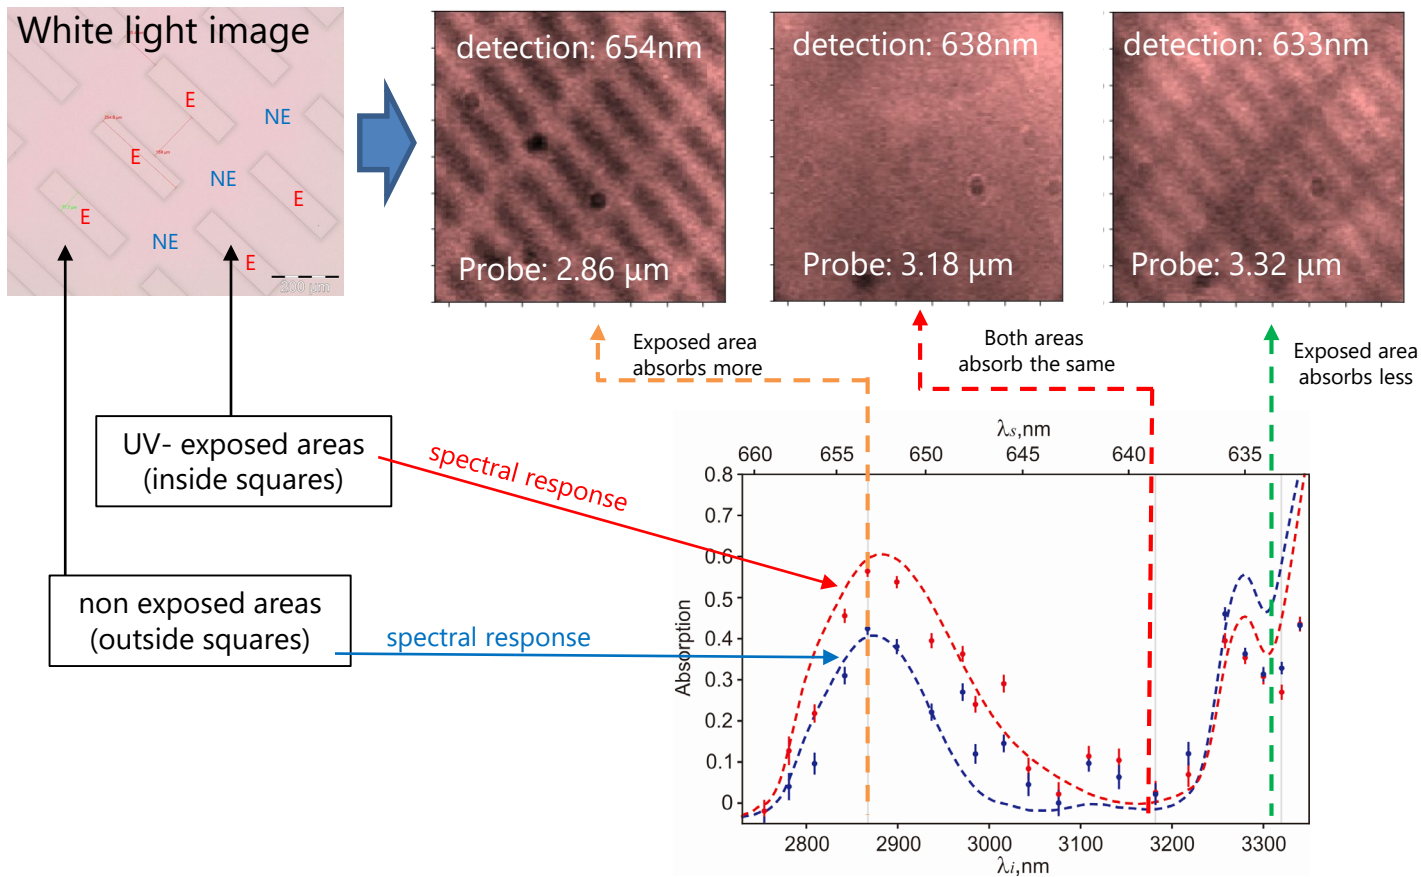 White light image
E
NE
E
NE
E
E
NE
E
200 µm
detection: 654nm
Probe: 2.86 µm
detection: 638nm
Probe: 3.18 µm
detection: 633nm
Probe: 3.32 µm
Exposed area
absorbs more
Both areas
absorb the same
Exposed area
absorbs less
UV- exposed areas
(inside squares)
non exposed areas
(outside squares)
spectral response
spectral response
λs,nm
660
655
650
645
640
635
0.8
0.7
0.6
0.5
0.4
0.3
0.2
0.1
0
Absorption
2800
2900
3000
3100
3200
3300
λi,nm